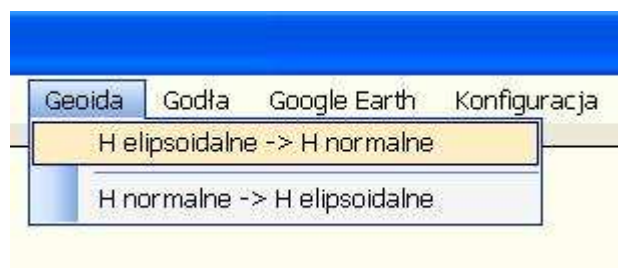 Geoida Godła Google Earth Konfiguracja
H elipsoidalne -> H normalne
H normalne -> H elipsoidalne